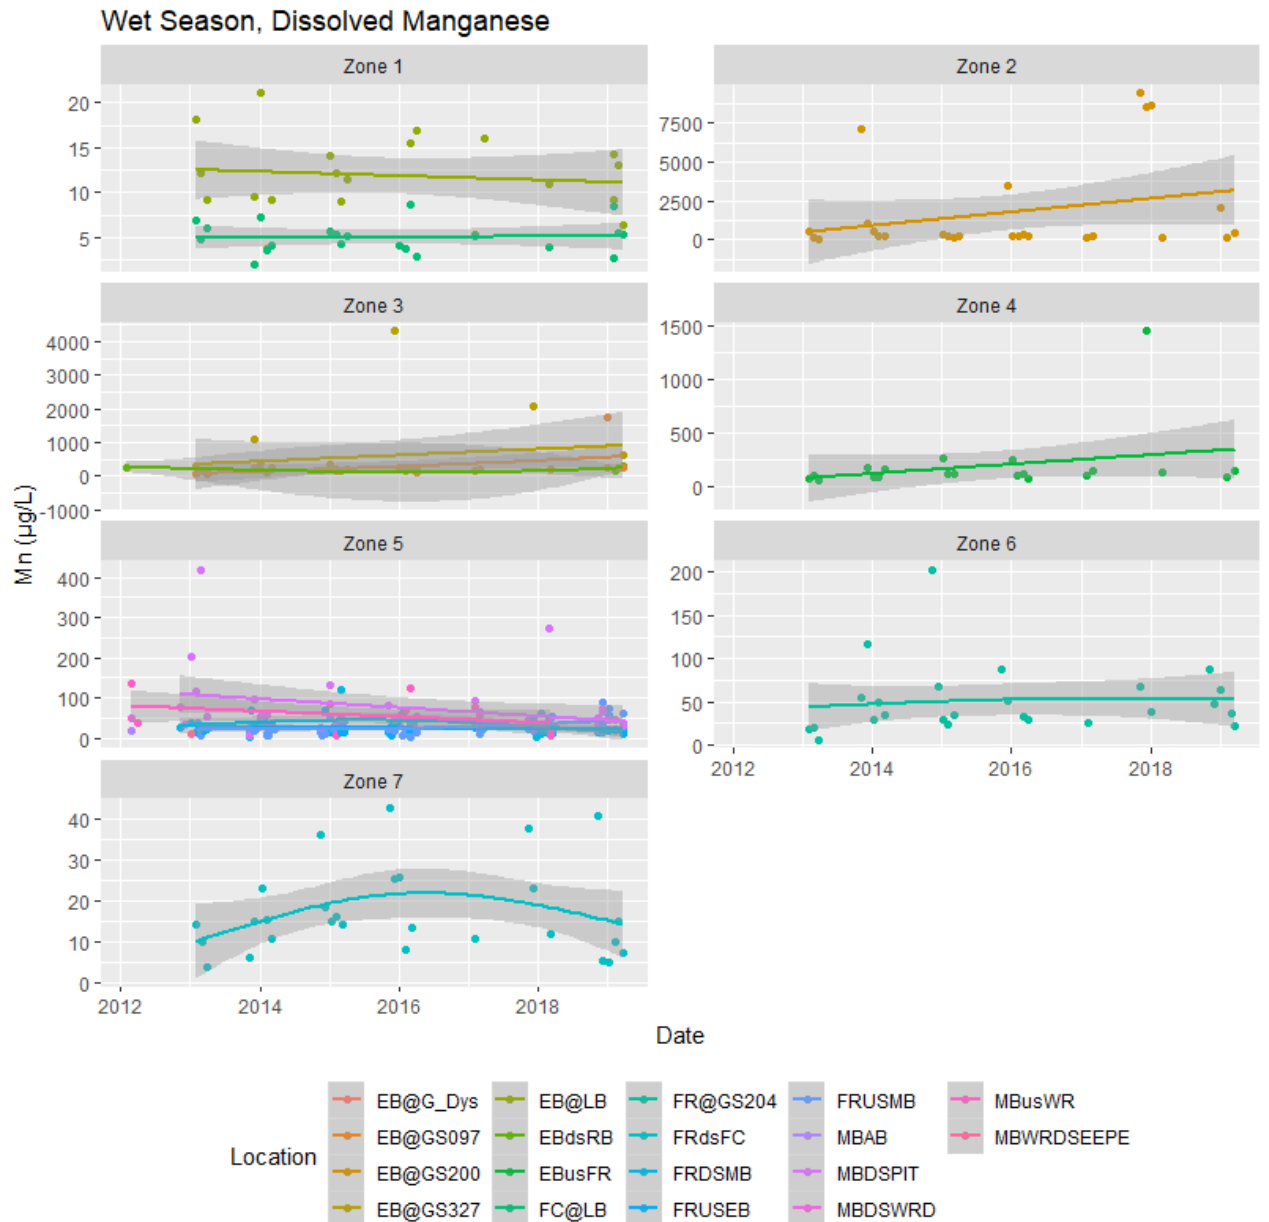 Wet Season, Dissolved Manganese
Zone 1
Zone 2
20
15
10
5
7500
5000
2500
0
Zone 3
Zone 4
4000
3000
2000
1000
0
-1000
1500
1000
500
0
Mn (µg/L)
Zone 5
Zone 6
400
300
200
100
0
200
150
100
50
0
2012 2014 2016 2018
Zone 7
40
30
20
10
0
2012 2014 2016 2018
Date
Location
EB@G_Dys EB@LB FR@GS204 FRUSMB MBusWR
EB@GS097 EBdsRB FRdsFC MBAB MBWRDSEEPE
EB@GS200 EBusFR FRDSMB MBDSPIT
EB@GS327 FC@LB FRUSEB MBDSWRD